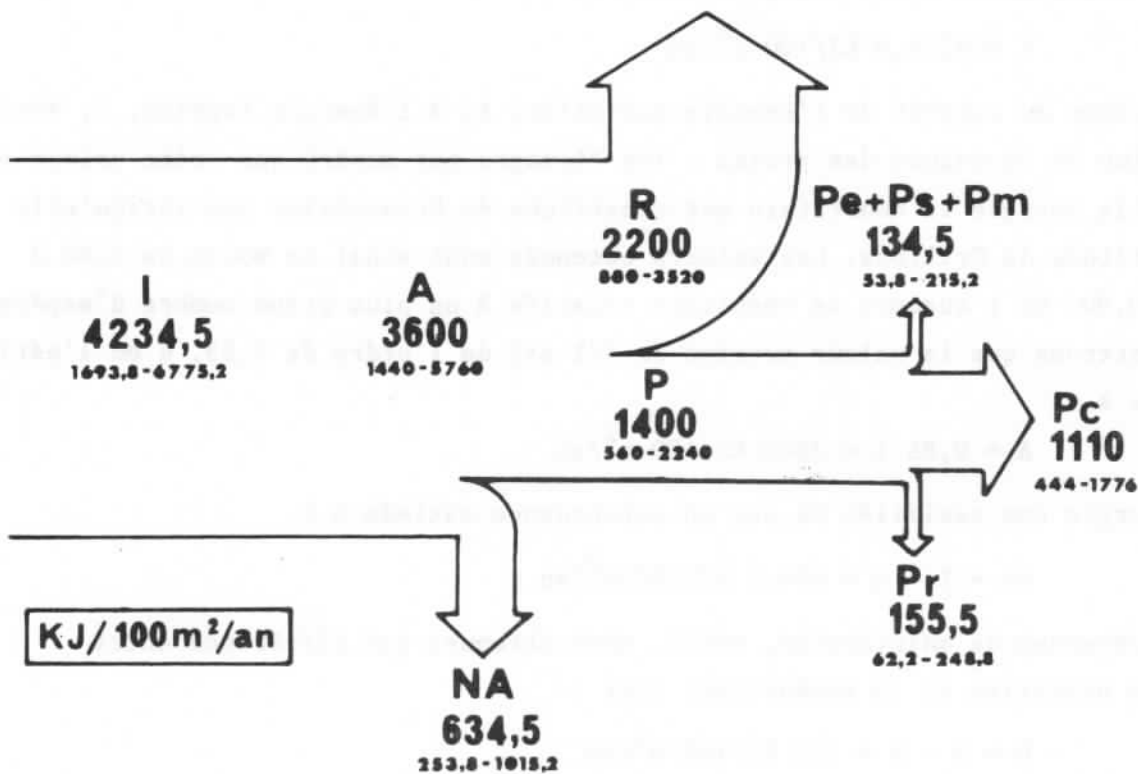 R
2200
880-3520
Pe+Ps+Pm
134,5
53,8-215,2
I
4234,5
1693,8-6775,2
A
3600
1440-5760
P
1400
560-2240
Pc
1110
444-1776
Pr
155,5
62,2-248,8
KJ/100m²/an
NA
634,5
253,8-1015,2